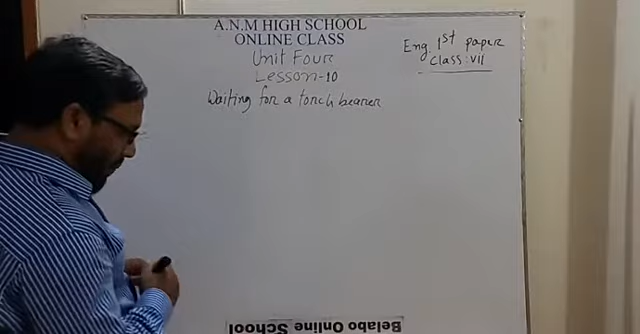 A.N.M HIGH SCHOOL
ONLINE CLASS
Unit Four
Lesson-10
Waiting for a torch bearer
Eng. 1st paper
Class: VII
Belabo Online School